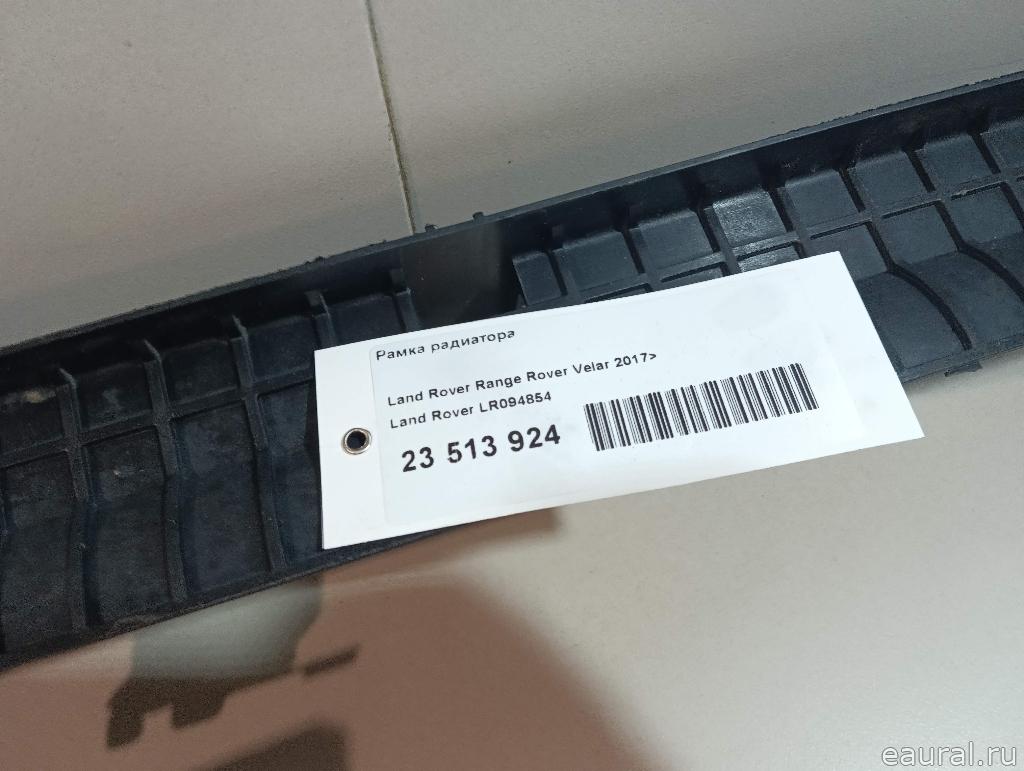 Рамка радиатора
Land Rover Range Rover Velar 2017>
Land Rover LR094854
23 513 924
eaural.ru